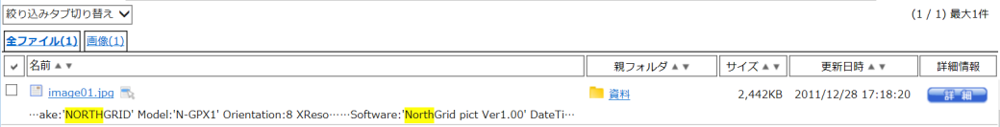 絞り込みタブ切り替え
(1 / 1) 最大1件
全ファイル(1) 画像(1)
名前 ▲▼ 親フォルダ ▲▼ サイズ ▲▼ 更新日時 ▲▼ 詳細情報
image01.jpg 資料 2,442KB 2011/12/28 17:18:20 詳 細
…ake:'NORTHGRID' Model:'N-GPX1' Orientation:8 XReso……Software:'NorthGrid pict Ver1.00' DateTi…